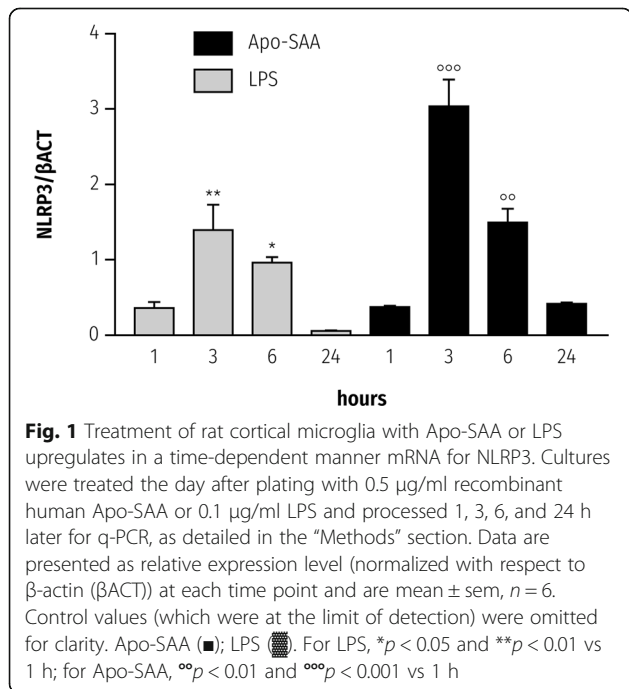 4
3
2
1
0
NLRP3/βACT
Apo-SAA
LPS
**
*
°°°
°°
1 3 6 24 1 3 6 24
hours
Fig. 1 Treatment of rat cortical microglia with Apo-SAA or LPS
upregulates in a time-dependent manner mRNA for NLRP3. Cultures
were treated the day after plating with 0.5 μg/ml recombinant
human Apo-SAA or 0.1 μg/ml LPS and processed 1, 3, 6, and 24 h
later for q-PCR, as detailed in the “Methods” section. Data are
presented as relative expression level (normalized with respect to
β-actin (βACT)) at each time point and are mean ± sem, n = 6.
Control values (which were at the limit of detection) were omitted
for clarity. Apo-SAA (■); LPS (▓). For LPS, *p < 0.05 and **p < 0.01 vs
1 h; for Apo-SAA, °°p < 0.01 and °°°p < 0.001 vs 1 h